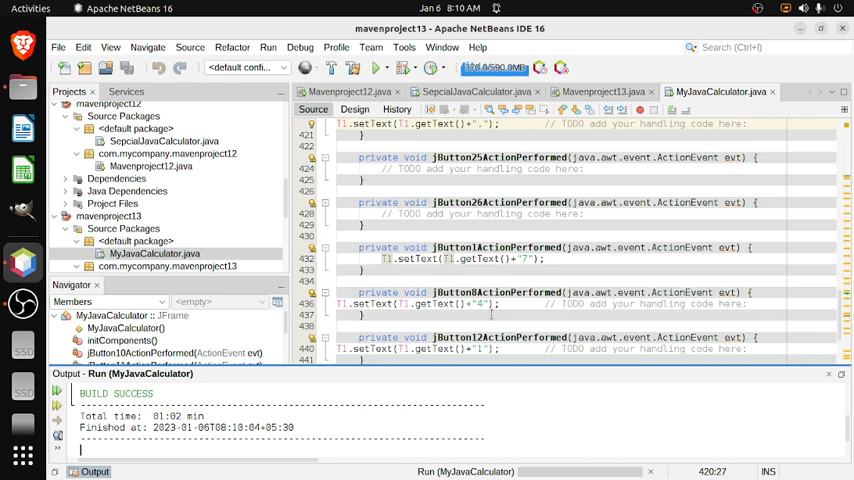 Activities
Apache NetBeans 16
Jan 6 8:10 AM
mavenproject13 - Apache NetBeans IDE 16
File Edit View Navigate Source Refactor Run Debug Profile Team Tools Window Help
Search (Ctrl+I)
<default confi...
370.0/590.0MB
Projects Services
Mavenproject12.java SepcialJavaCalculator.java Mavenproject13.java MyJavaCalculator.java
Source Design History
mavenproject12
Source Packages
<default package>
SepcialJavaCalculator.java
com.mycompany.mavenproject12
Mavenproject12.java
Dependencies
Java Dependencies
Project Files
mavenproject13
Source Packages
<default package>
MyJavaCalculator.java
com.mycompany.mavenproject13
T1.setText(T1.getText()+"."); // TODO add your handling code here:
421 }
422
private void jButton25ActionPerformed(java.awt.event.ActionEvent evt) {
424 // TODO add your handling code here:
425 }
426
private void jButton26ActionPerformed(java.awt.event.ActionEvent evt) {
428 // TODO add your handling code here:
429 }
430
private void jButton1ActionPerformed(java.awt.event.ActionEvent evt) {
432 T1.setText(T1.getText()+"7");
433 }
434
private void jButton8ActionPerformed(java.awt.event.ActionEvent evt) {
436 T1.setText(T1.getText()+"4"); // TODO add your handling code here:
437 }
438
private void jButton12ActionPerformed(java.awt.event.ActionEvent evt) {
440 T1.setText(T1.getText()+"1"); // TODO add your handling code here:
441 }
Navigator
Members <empty>
MyJavaCalculator :: JFrame
MyJavaCalculator()
initComponents()
jButton10ActionPerformed(ActionEvent evt)
jButton11ActionPerformed(ActionEvent evt)
Output - Run (MyJavaCalculator)
BUILD SUCCESS
------------------------------------------------------------------------
Total time: 01:02 min
Finished at: 2023-01-06T08:10:04+05:30
------------------------------------------------------------------------
SSD
SSD
Output
Run (MyJavaCalculator)
420:27
INS